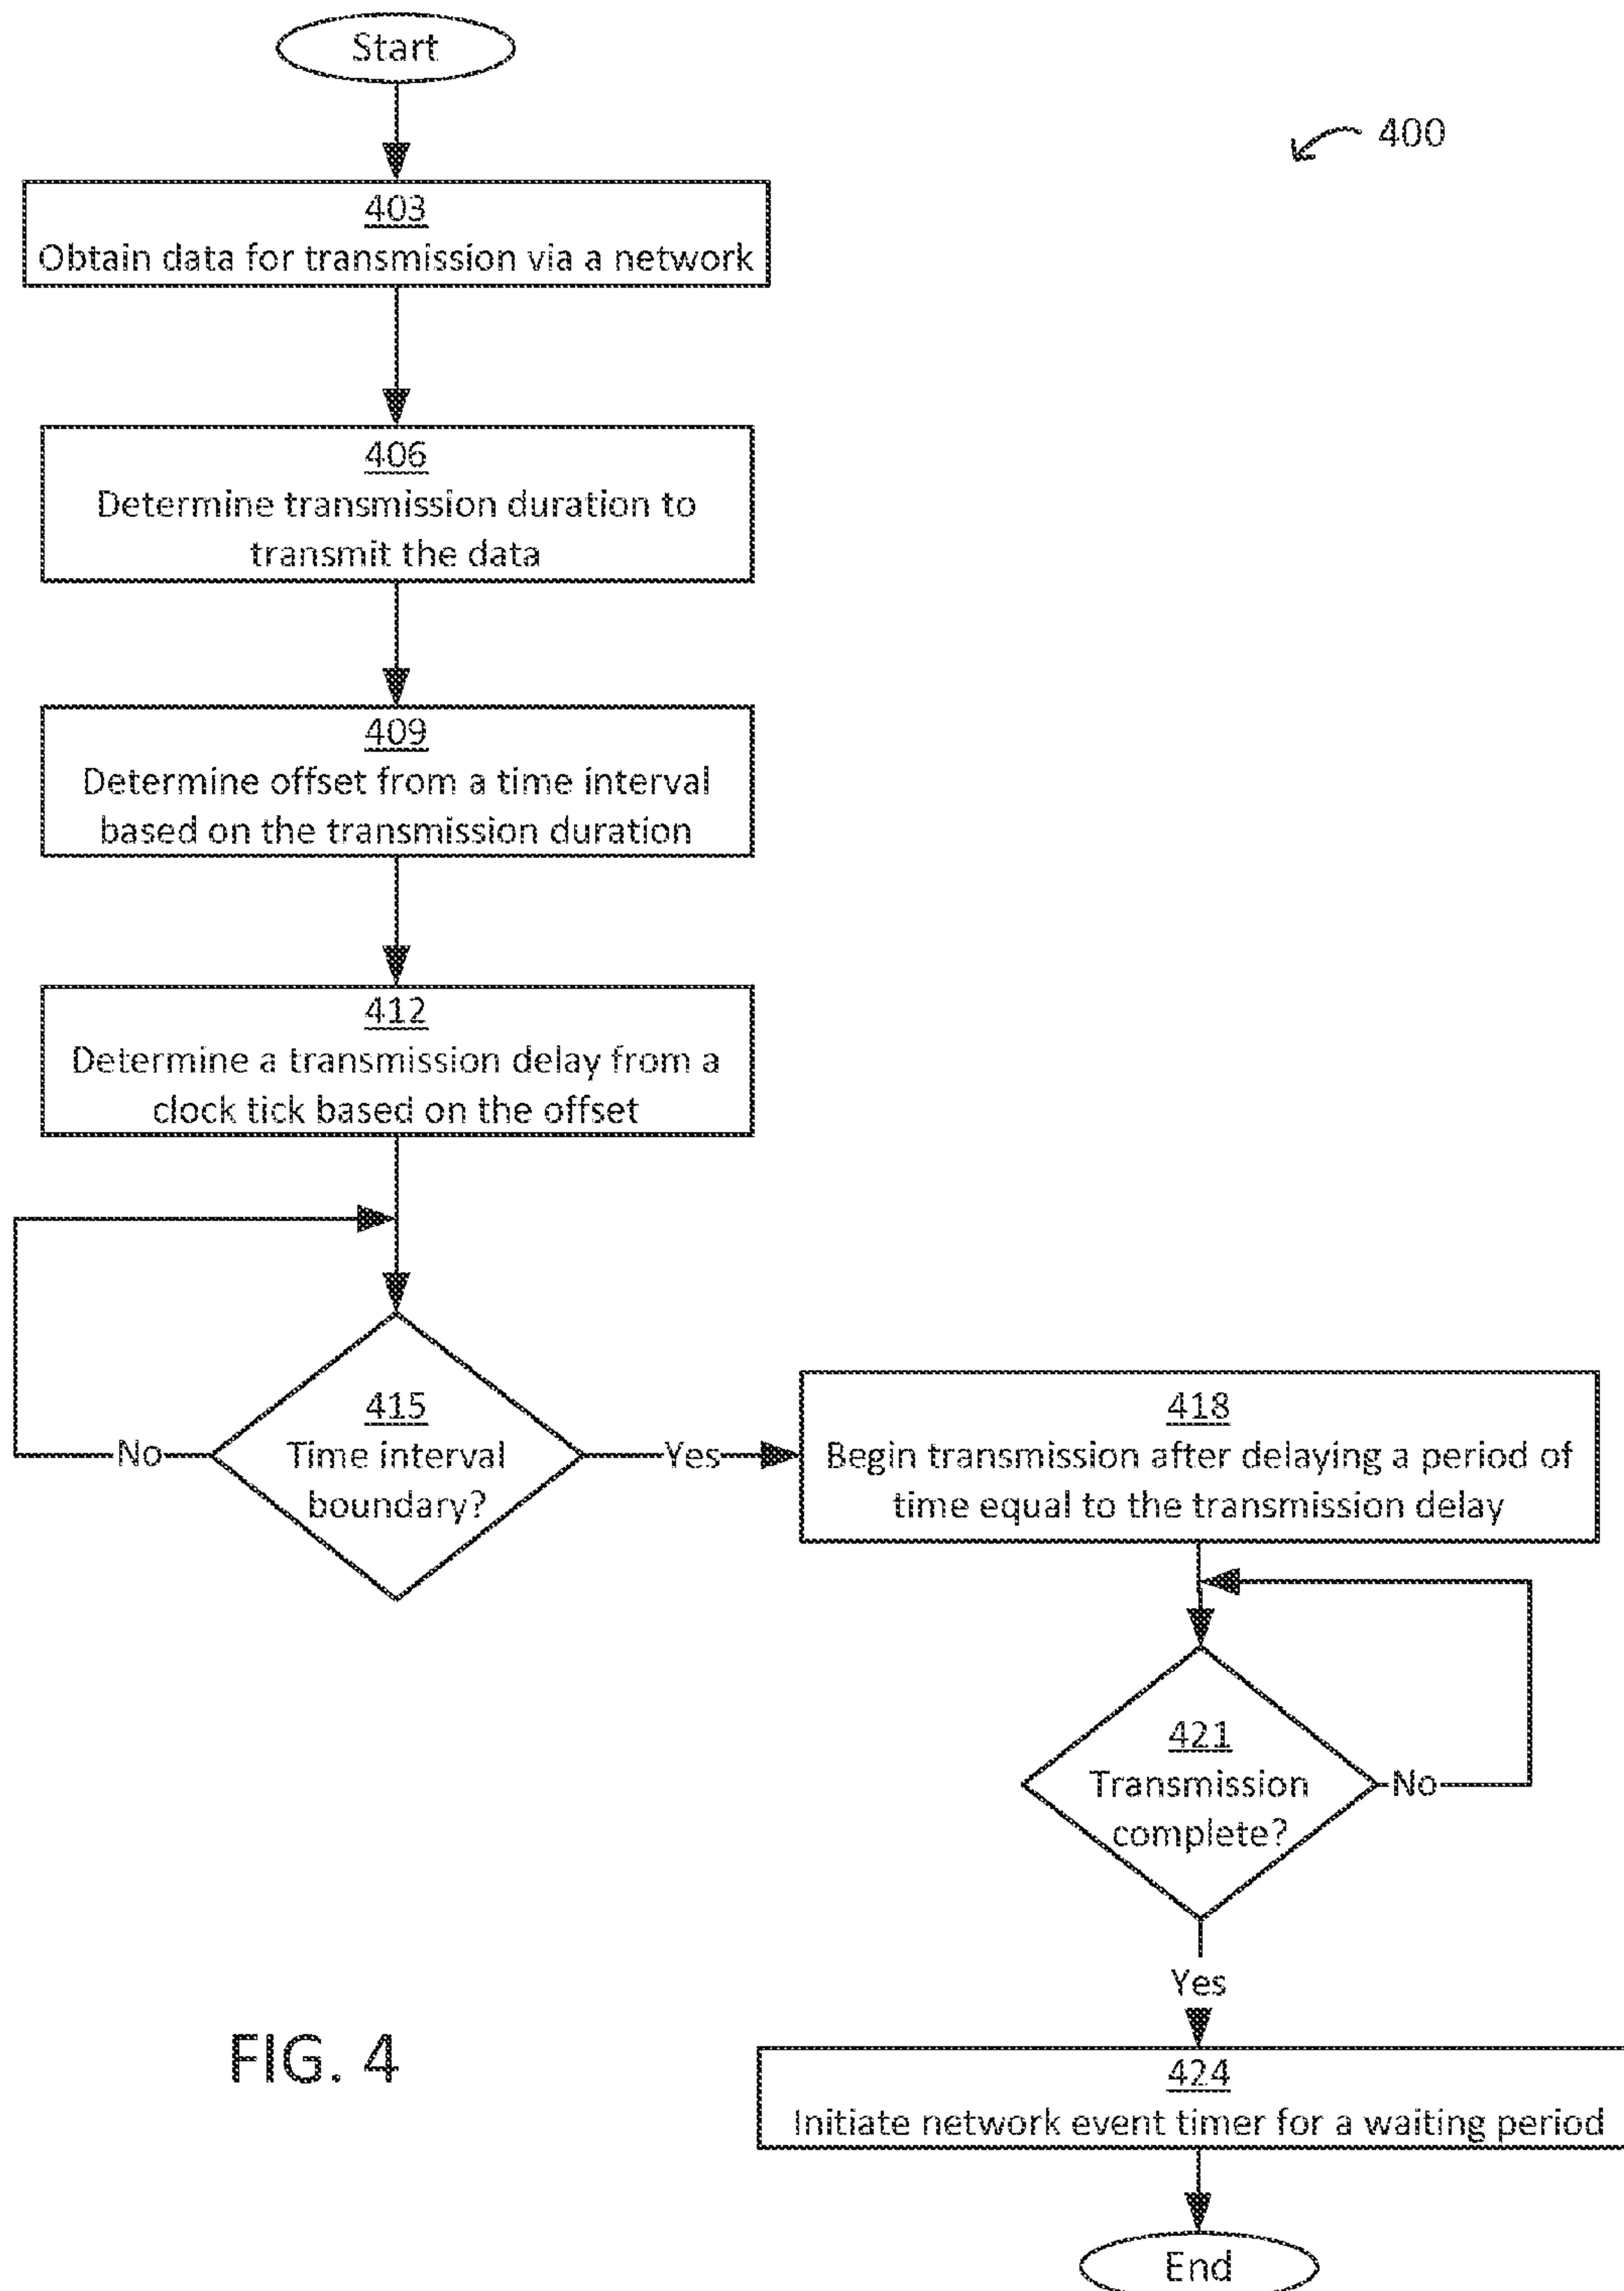 Start
400
403
Obtain data for transmission via a network
406
Determine transmission duration to
transmit the data
409
Determine offset from a time interval
based on the transmission duration
412
Determine a transmission delay from a
clock tick based on the offset
415
Time interval
boundary?
No
Yes
418
Begin transmission after delaying a period of
time equal to the transmission delay
421
Transmission
complete?
No
Yes
424
Initiate network event timer for a waiting period
End
FIG. 4